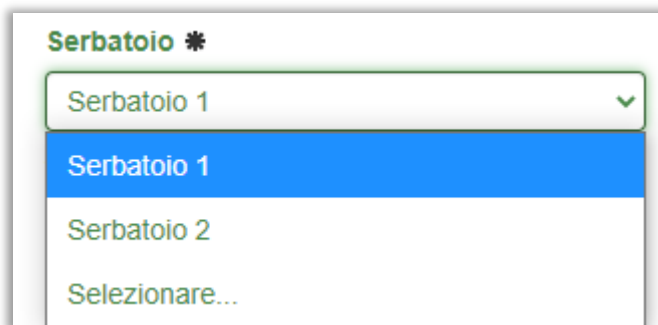 Serbatoio ✱
Serbatoio 1
Serbatoio 1
Serbatoio 2
Selezionare...